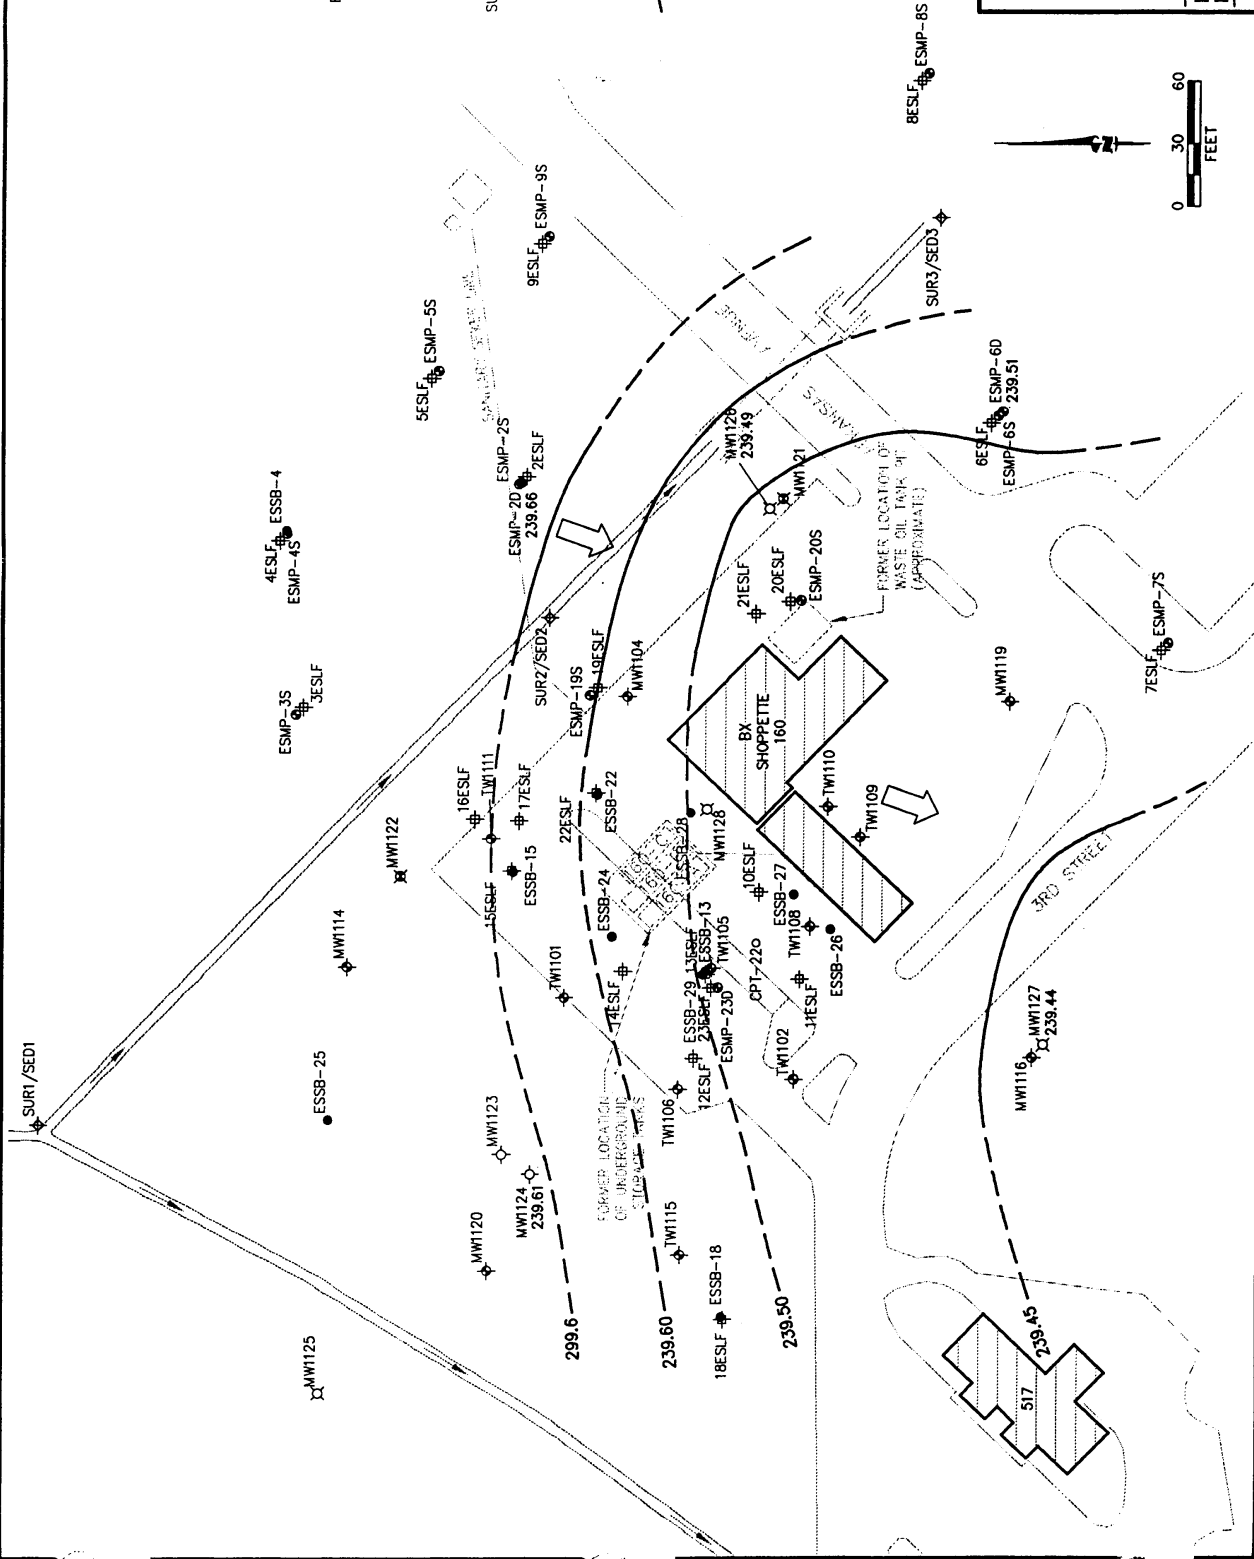 SUR1/SED1
ESSB-25
MW1114
MW1122
MW1125
MW1120
MW1123
MW1124
239.61
ESMP-3S
3ESLF
4ESLF
ESSB-4
ESMP-4S
5ESLF
ESMP-5S
SANITARY SEWER LINE
9ESLF
ESMP-9S
8ESLF
ESMP-8S
ESMP-2S
2ESLF
ESMP-2D
239.66
SUR2/SED2
ESMP-19S
19ESLF
MW1104
16ESLF
TW1111
17ESLF
15ESLF
ESSB-15
22ESLF
ESSB-22
TW1101
ESSB-24
14ESLF
FORMER LOCATION
OF UNDERGROUND
STORAGE TANKS
ESSB-28
MW1128
BX
SHOPPETTE
160
21ESLF
20ESLF
ESMP-20S
MW1126
239.49
MW1121
FORMER LOCATION OF
WASTE OIL TANK PIT
(APPROXIMATE)
ARKANSAS
AVENUE
SUR3/SED3
6ESLF
ESMP-6D
239.51
ESMP-6S
7ESLF
ESMP-7S
MW1119
TW1110
TW1109
10ESLF
ESSB-27
TW1108
ESSB-26
11ESLF
CPT-22
TW1105
ESSB-13
13ESLF
ESSB-29
23ESLF
ESMP-23D
12ESLF
TW1106
TW1102
TW1115
18ESLF
ESSB-18
MW1116
MW1127
239.44
3RD STREET
517
299.6
239.60
239.50
239.45
0 30 60
FEET
N